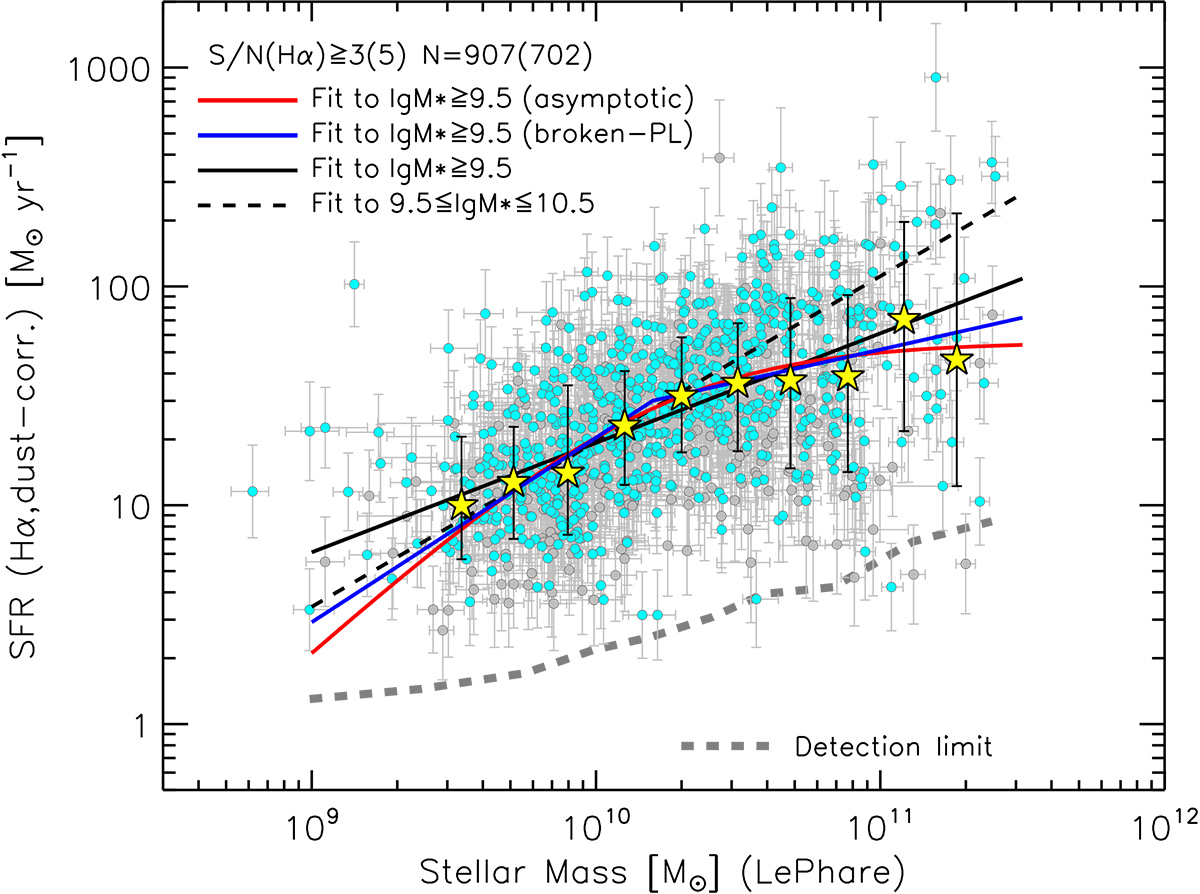 S/N(Hα)≧3(5) N=907(702)
Fit to lgM*≧9.5 (asymptotic)
Fit to lgM*≧9.5 (broken-PL)
Fit to lgM*≧9.5
Fit to 9.5≦lgM*≦10.5
SFR (Hα,dust-corr.) [M⊙ yr⁻¹]
1000
100
10
1
Detection limit
10⁹ 10¹⁰ 10¹¹ 10¹²
Stellar Mass [M⊙] (LePhare)